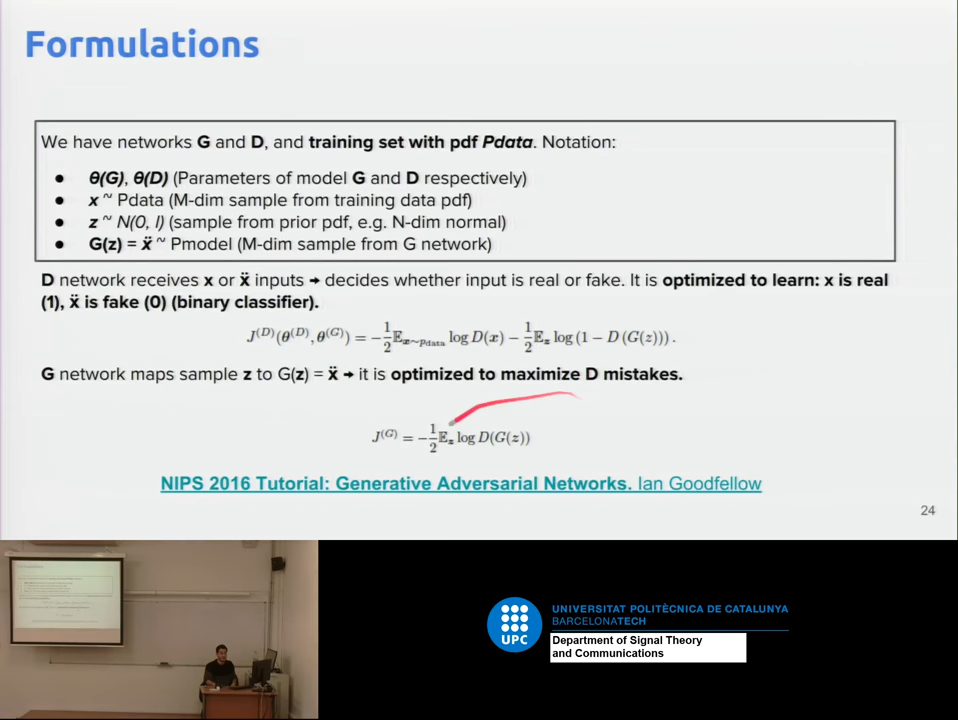 Formulations
We have networks G and D, and training set with pdf Pdata. Notation:
● θ(G), θ(D) (Parameters of model G and D respectively)
● x ~ Pdata (M-dim sample from training data pdf)
● z ~ N(0, I) (sample from prior pdf, e.g. N-dim normal)
● G(z) = ẍ ~ Pmodel (M-dim sample from G network)
D network receives x or ẍ inputs → decides whether input is real or fake. It is optimized to learn: x is real
(1), ẍ is fake (0) (binary classifier).
J^(D)(θ^(D), θ^(G)) = −1/2 𝔼_x∼pdata log D(x) − 1/2 𝔼_z log (1 − D (G(z))) .
G network maps sample z to G(z) = ẍ → it is optimized to maximize D mistakes.
J^(G) = −1/2 𝔼_z log D(G(z))
NIPS 2016 Tutorial: Generative Adversarial Networks. Ian Goodfellow
24
UPC
UNIVERSITAT POLITÈCNICA DE CATALUNYA
BARCELONATECH
Department of Signal Theory
and Communications